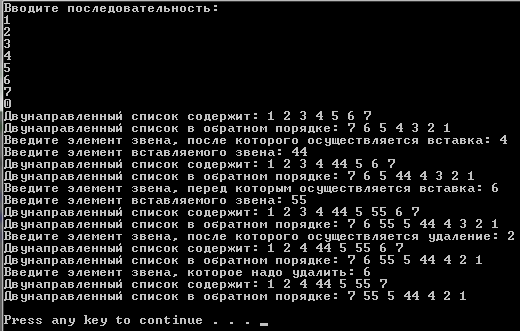 Вводите последовательность:
1
2
3
4
5
6
7
0
Двунаправленный список содержит: 1 2 3 4 5 6 7
Двунаправленный список в обратном порядке: 7 6 5 4 3 2 1
Введите элемент звена, после которого осуществляется вставка: 4
Введите элемент вставляемого звена: 44
Двунаправленный список содержит: 1 2 3 4 44 5 6 7
Двунаправленный список в обратном порядке: 7 6 5 44 4 3 2 1
Введите элемент звена, перед которым осуществляется вставка: 6
Введите элемент вставляемого звена: 55
Двунаправленный список содержит: 1 2 3 4 44 5 55 6 7
Двунаправленный список в обратном порядке: 7 6 55 5 44 4 3 2 1
Введите элемент звена, после которого осуществляется удаление: 2
Двунаправленный список содержит: 1 2 4 44 5 55 6 7
Двунаправленный список в обратном порядке: 7 6 55 5 44 4 2 1
Введите элемент звена, которое надо удалить: 6
Двунаправленный список содержит: 1 2 4 44 5 55 7
Двунаправленный список в обратном порядке: 7 55 5 44 4 2 1
Press any key to continue . . .